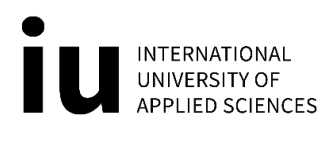 iu
INTERNATIONAL
UNIVERSITY OF
APPLIED SCIENCES